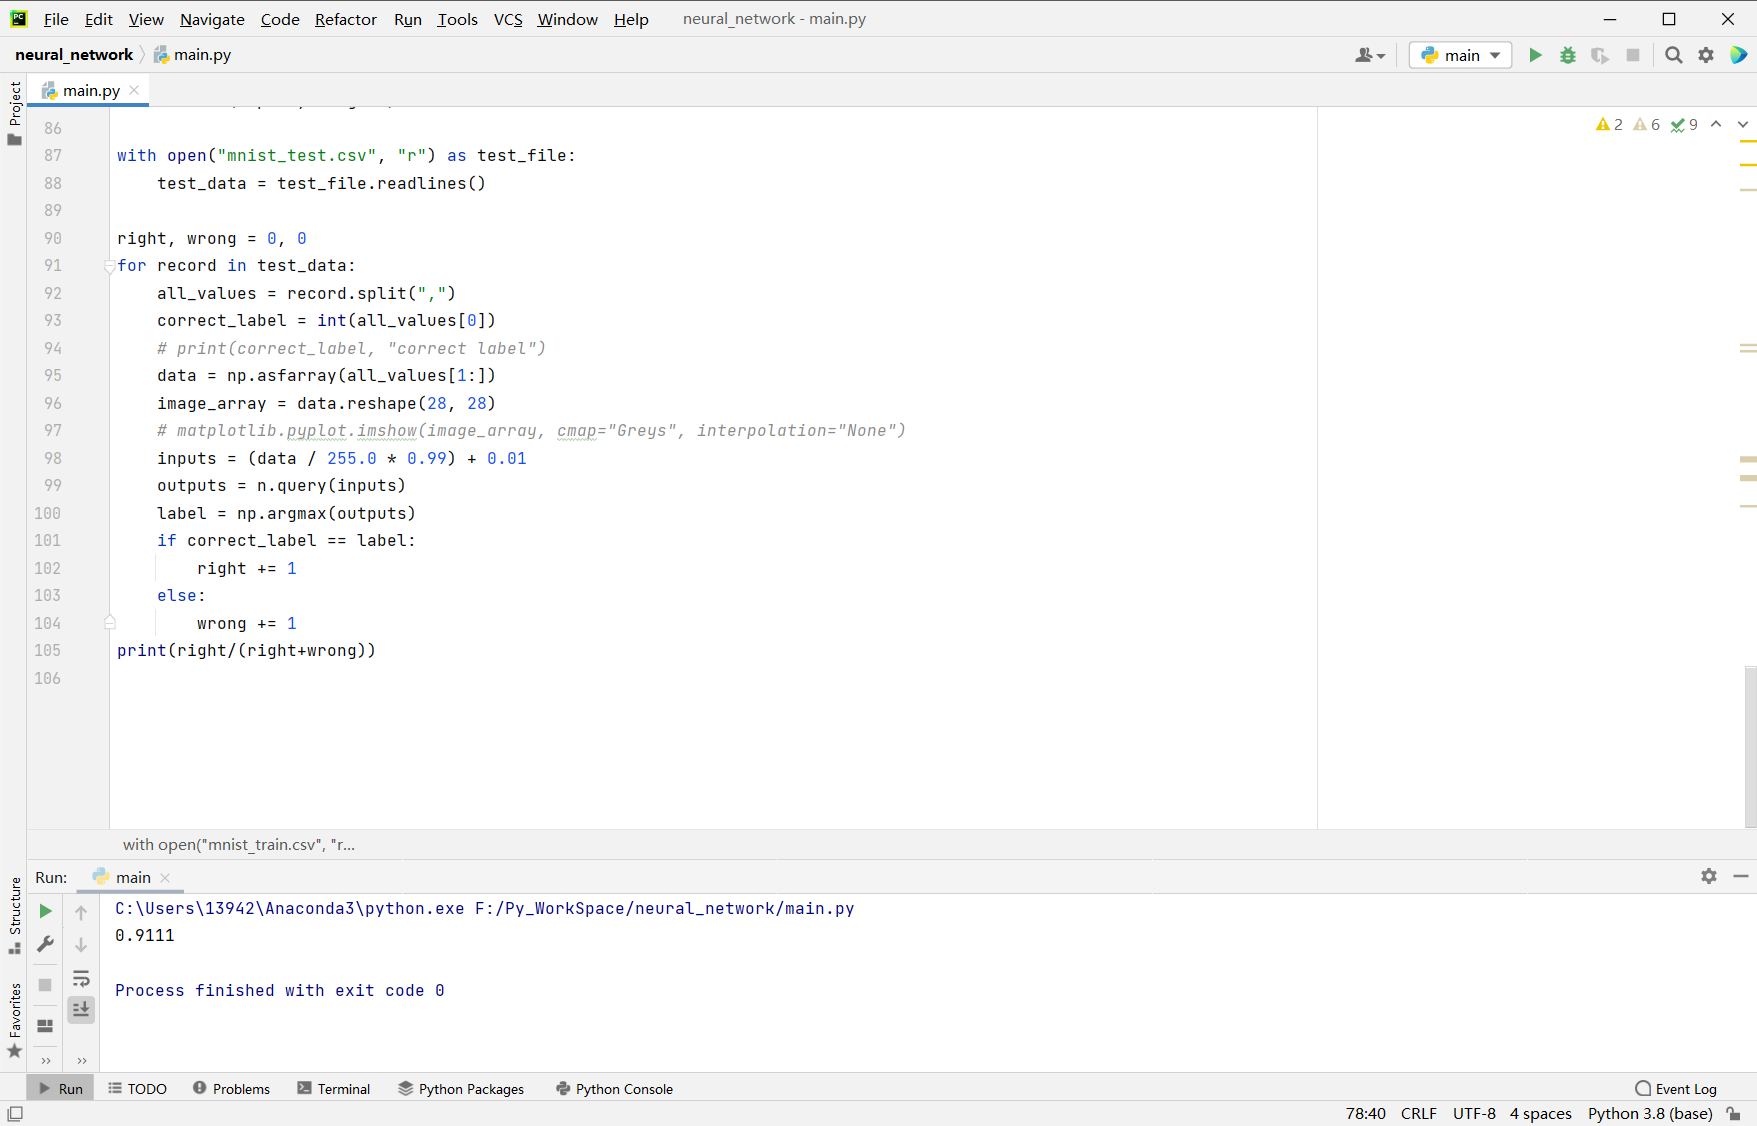 PC File Edit View Navigate Code Refactor Run Tools VCS Window Help neural_network - main.py
neural_network main.py main
Project
main.py
2 6 9
86
87 with open("mnist_test.csv", "r") as test_file:
88     test_data = test_file.readlines()
89
90 right, wrong = 0, 0
91 for record in test_data:
92     all_values = record.split(",")
93     correct_label = int(all_values[0])
94     # print(correct_label, "correct label")
95     data = np.asfarray(all_values[1:])
96     image_array = data.reshape(28, 28)
97     # matplotlib.pyplot.imshow(image_array, cmap="Greys", interpolation="None")
98     inputs = (data / 255.0 * 0.99) + 0.01
99     outputs = n.query(inputs)
100     label = np.argmax(outputs)
101     if correct_label == label:
102         right += 1
103     else:
104         wrong += 1
105 print(right/(right+wrong))
106
with open("mnist_train.csv", "r...
Run: main
Structure
Favorites
C:\Users\13942\Anaconda3\python.exe F:/Py_WorkSpace/neural_network/main.py
0.9111
Process finished with exit code 0
Run TODO Problems Terminal Python Packages Python Console Event Log
78:40 CRLF UTF-8 4 spaces Python 3.8 (base)